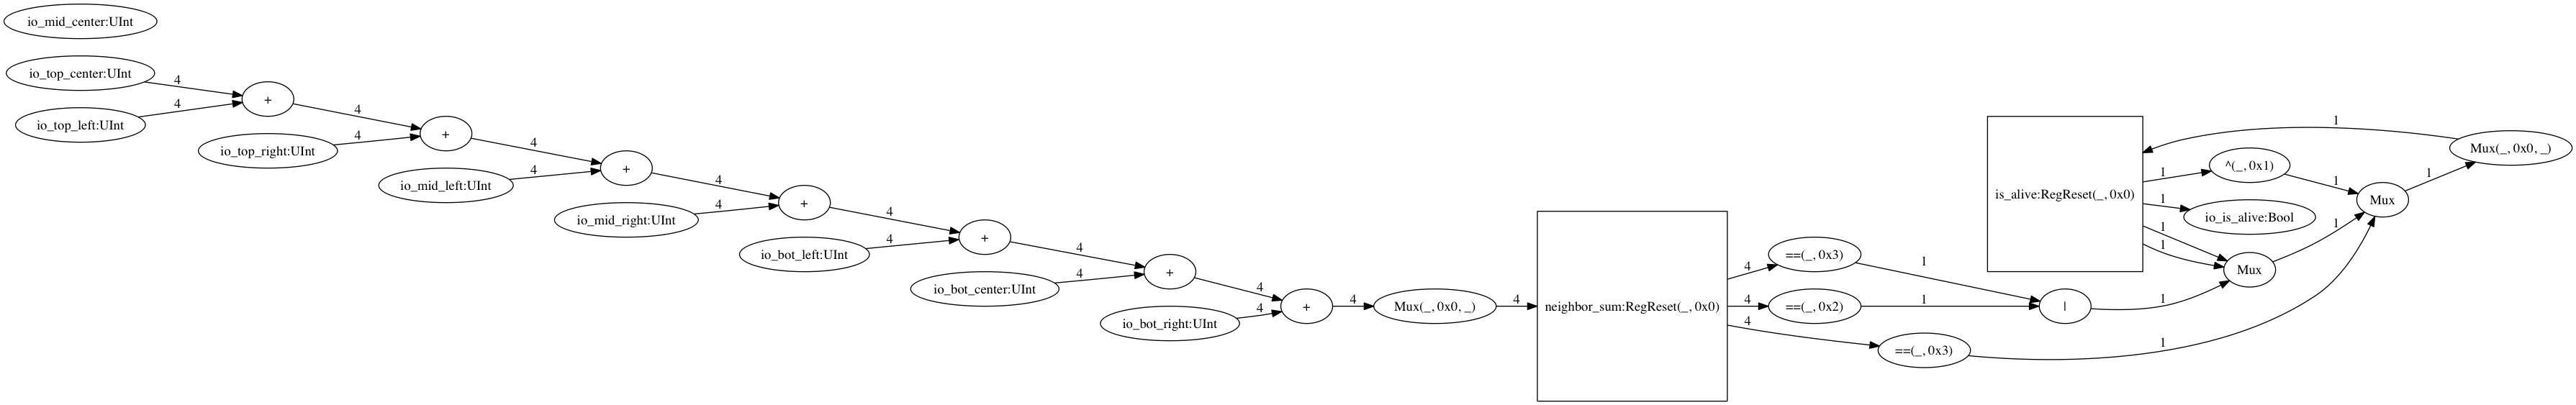 io_mid_center:UInt
io_top_center:UInt
4
io_top_left:UInt
4
+
4
io_top_right:UInt
4
+
4
io_mid_left:UInt
4
+
4
io_mid_right:UInt
4
+
4
io_bot_left:UInt
4
+
4
io_bot_center:UInt
4
+
4
io_bot_right:UInt
4
+
4
Mux(_, 0x0, _)
4
neighbor_sum:RegReset(_, 0x0)
4
==(_, 0x3)
1
4
==(_, 0x2)
1
4
==(_, 0x3)
1
|
1
is_alive:RegReset(_, 0x0)
1
^(_, 0x1)
1
1
io_is_alive:Bool
1
1
Mux
1
Mux
1
Mux(_, 0x0, _)
1